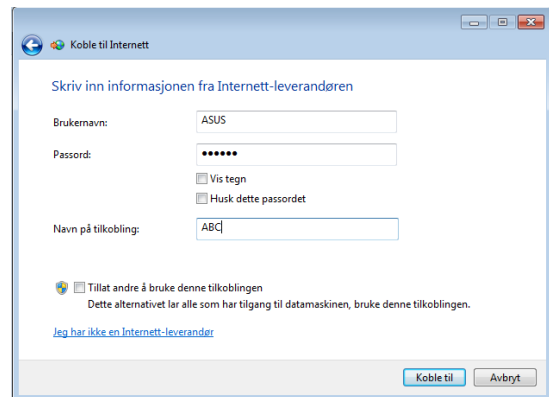 Koble til Internett
Skriv inn informasjonen fra Internett-leverandøren
Brukernavn: ASUS
Passord: ••••••
Vis tegn
Husk dette passordet
Navn på tilkobling: ABC
Tillat andre å bruke denne tilkoblingen
Dette alternativet lar alle som har tilgang til datamaskinen, bruke denne tilkoblingen.
Jeg har ikke en Internett-leverandør
Koble til Avbryt